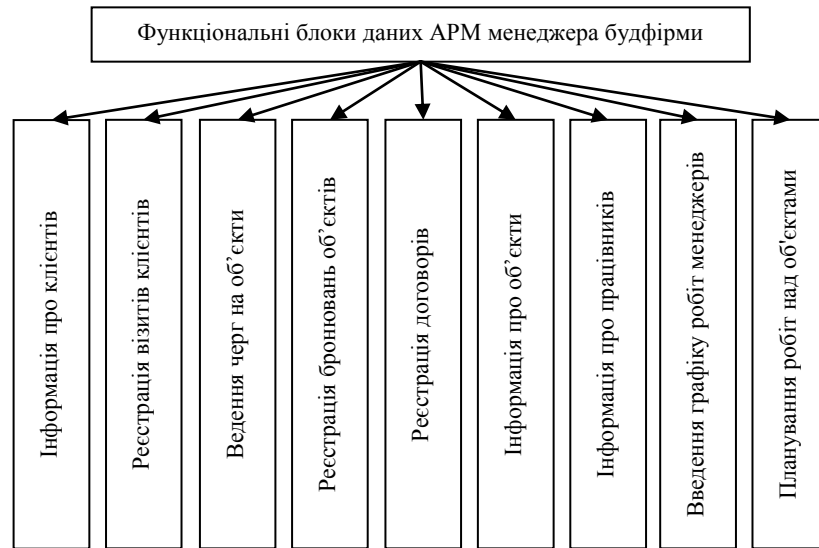 Функціональні блоки даних АРМ менеджера будфірми
Інформація про клієнтів
Реєстрація візитів клієнтів
Ведення черг на об’єкти
Реєстрація бронювань об’єктів
Реєстрація договорів
Інформація про об’єкти
Інформація про працівників
Введення графіку робіт менеджерів
Планування робіт над об'єктами